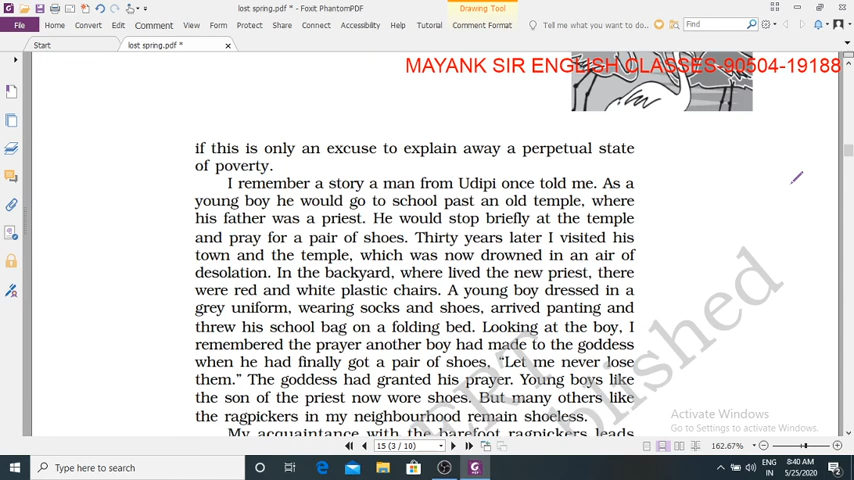 lost spring.pdf * - Foxit PhantomPDF
Drawing Tool
File Home Edit Comment View Form Protect Share Connect Accessibility Help Tutorial Comment Format Tell me what you want to do... Find
Start lost spring.pdf *
MAYANK SIR ENGLISH CLASSES-90504-19188
if this is only an excuse to explain away a perpetual state
of poverty.
I remember a story a man from Udipi once told me. As a
young boy he would go to school past an old temple, where
his father was a priest. He would stop briefly at the temple
and pray for a pair of shoes. Thirty years later I visited his
town and the temple, which was now drowned in an air of
desolation. In the backyard, where lived the new priest, there
were red and white plastic chairs. A young boy dressed in a
grey uniform, wearing socks and shoes, arrived panting and
threw his school bag on a folding bed. Looking at the boy, I
remembered the prayer another boy had made to the goddess
when he had finally got a pair of shoes, “Let me never lose
them.” The goddess had granted his prayer. Young boys like
the son of the priest now wore shoes. But many others like
the ragpickers in my neighbourhood remain shoeless.
My acquaintance with the barefoot ragpickers leads
ERT
blished
Activate Windows
Go to Settings to activate Windows.
15 (3 / 10) 162.67%
Type here to search
ENG 8:40 AM
IN 5/25/2020
2